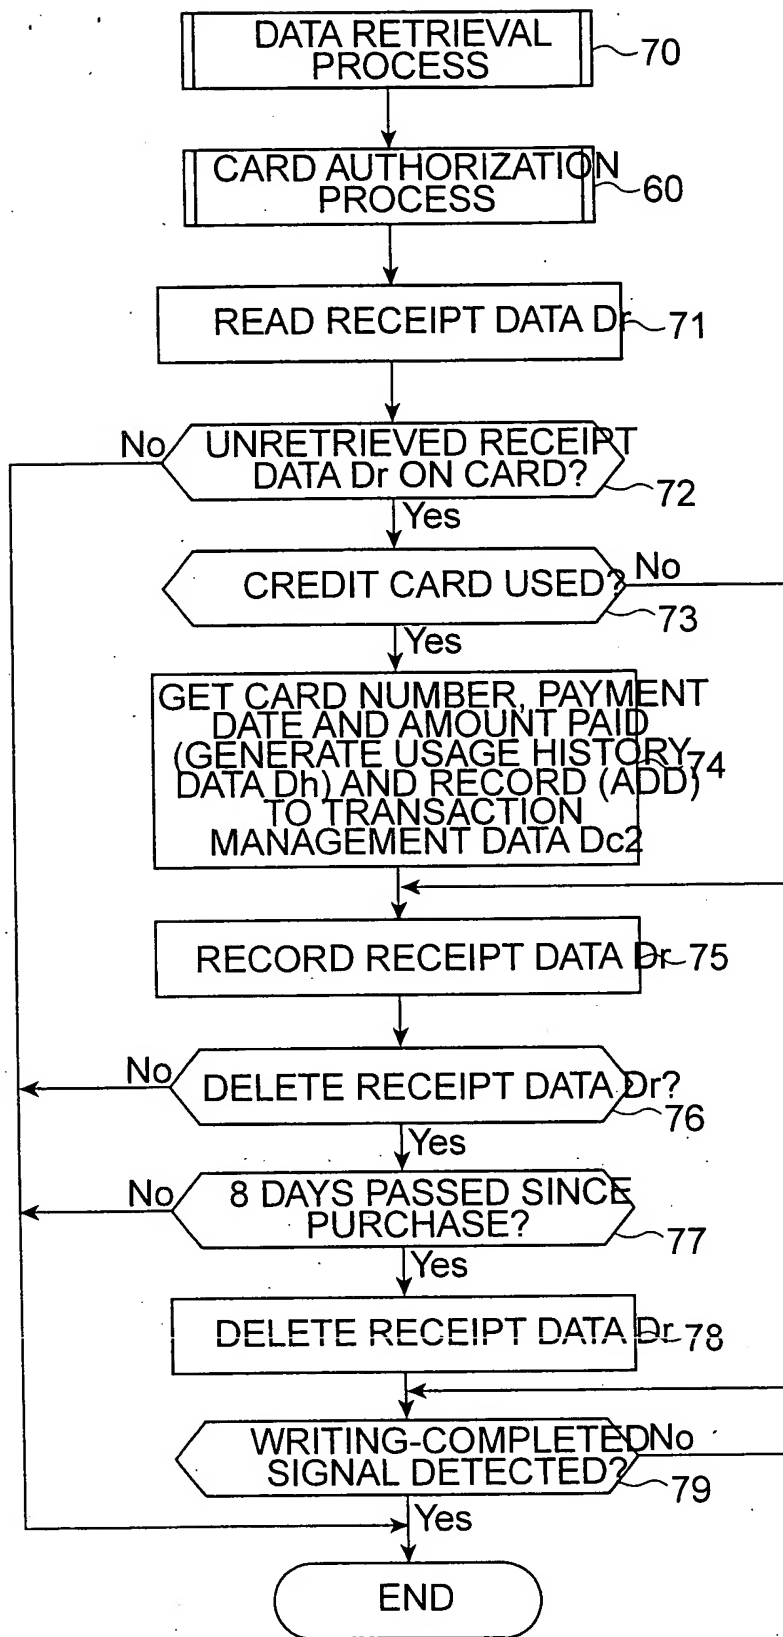 DATA RETRIEVAL
PROCESS
70
CARD AUTHORIZATION
PROCESS
60
READ RECEIPT DATA Dr
71
No
UNRETRIEVED RECEIPT
DATA Dr ON CARD?
72
Yes
CREDIT CARD USED?
No
73
Yes
GET CARD NUMBER, PAYMENT
DATE AND AMOUNT PAID
(GENERATE USAGE HISTORY
DATA Dh) AND RECORD (ADD)
TO TRANSACTION
MANAGEMENT DATA Dc2
74
RECORD RECEIPT DATA Dr
75
No
DELETE RECEIPT DATA Dr?
76
Yes
No
8 DAYS PASSED SINCE
PURCHASE?
77
Yes
DELETE RECEIPT DATA Dr
78
WRITING-COMPLETED
SIGNAL DETECTED?
No
79
Yes
END